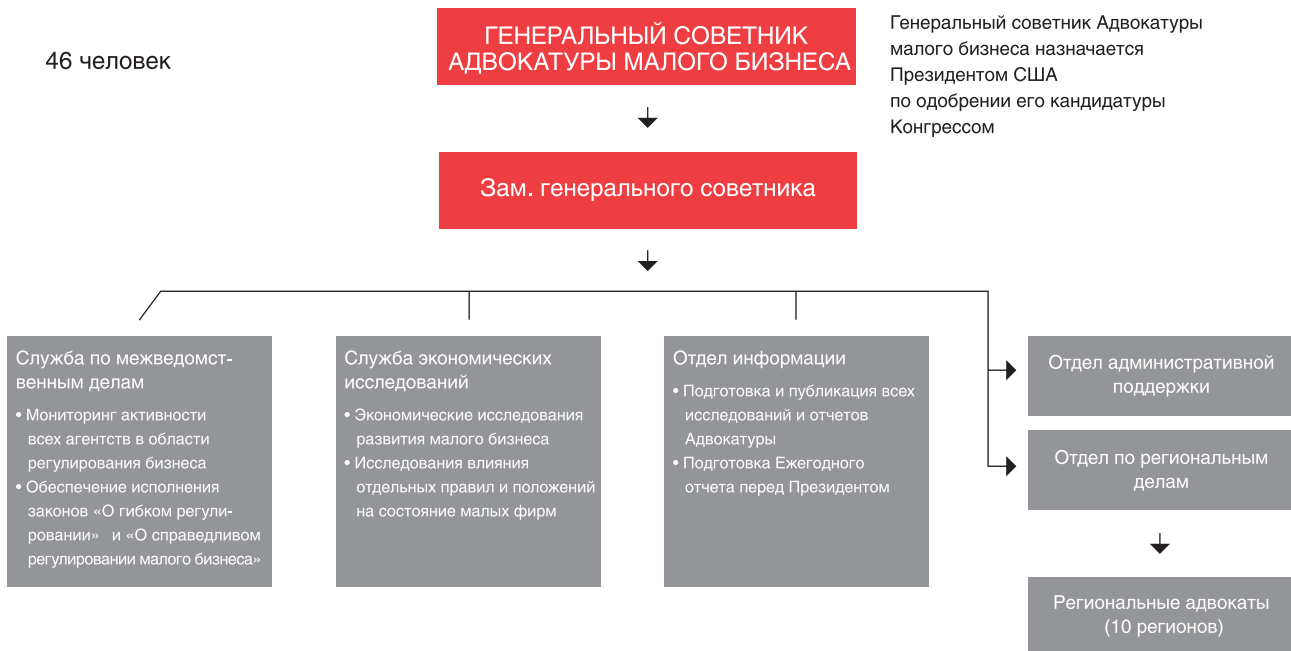 46 человек
ГЕНЕРАЛЬНЫЙ СОВЕТНИК
АДВОКАТУРЫ МАЛОГО БИЗНЕСА
Генеральный советник Адвокатуры
малого бизнеса назначается
Президентом США
по одобрении его кандидатуры
Конгрессом
Зам. генерального советника
Служба по межведомст-
венным делам
• Мониторинг активности
всех агентств в области
регулирования бизнеса
• Обеспечение исполнения
законов «О гибком регули-
ровании» и «О справедливом
регулировании малого бизнеса»
Служба экономических
исследований
• Экономические исследования
развития малого бизнеса
• Исследования влияния
отдельных правил и положений
на состояние малых фирм
Отдел информации
• Подготовка и публикация всех
исследований и отчетов
Адвокатуры
• Подготовка Ежегодного
отчета перед Президентом
Отдел административной
поддержки
Отдел по региональным
делам
Региональные адвокаты
(10 регионов)